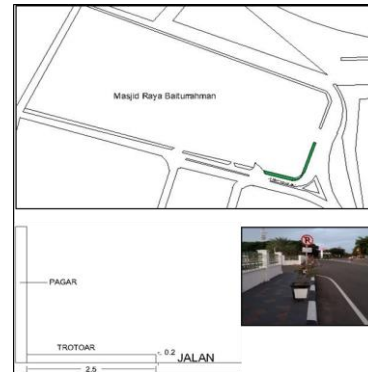 Masjid Raya Baiturrahman
PAGAR
TROTOAR
0.2
JALAN
2.5